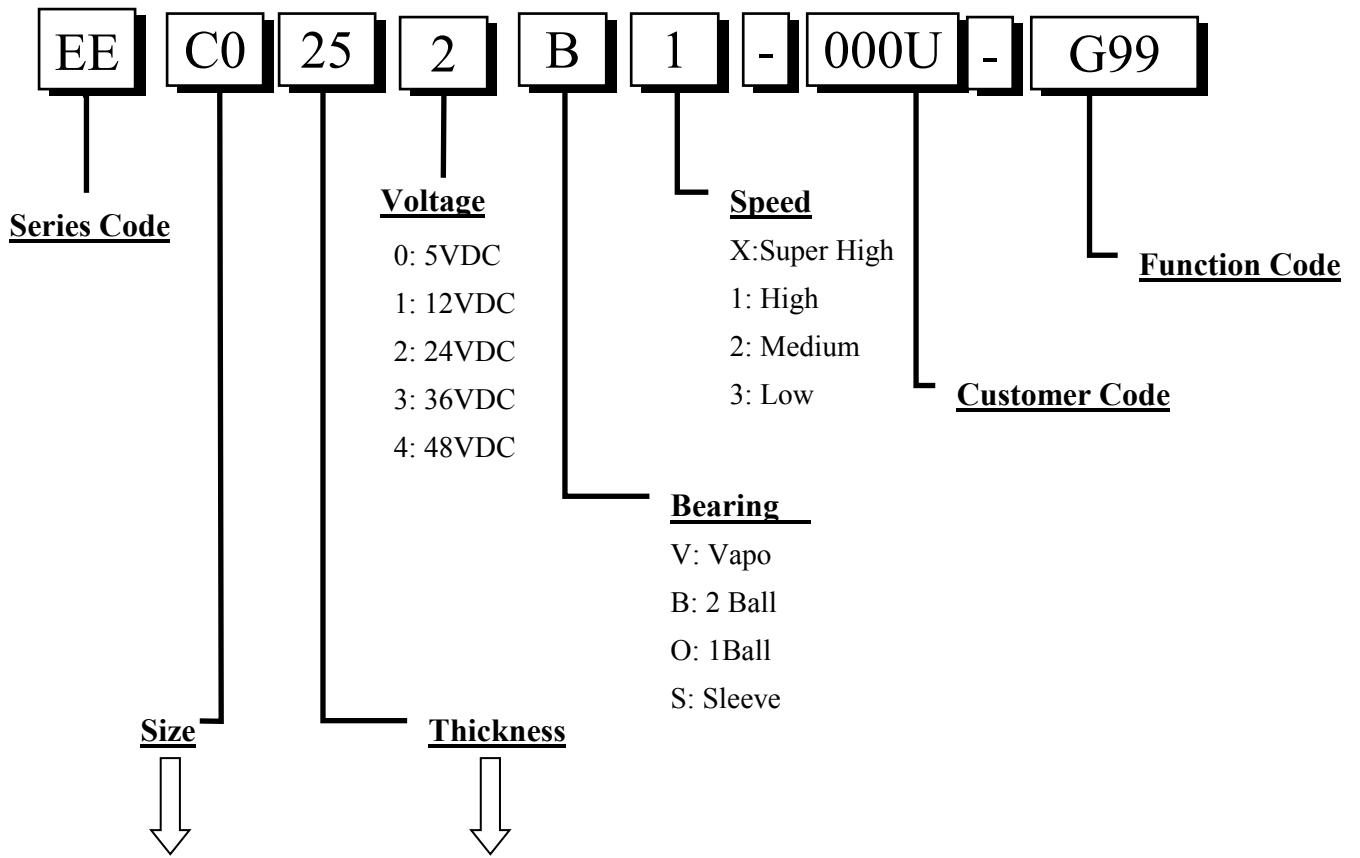 EE C0 25 2 B 1 - 000U - G99
Series Code
Voltage
0: 5VDC
1: 12VDC
2: 24VDC
3: 36VDC
4: 48VDC
Speed
X:Super High
1: High
2: Medium
3: Low
Function Code
Customer Code
Bearing
V: Vapo
B: 2 Ball
O: 1Ball
S: Sleeve
Size
Thickness